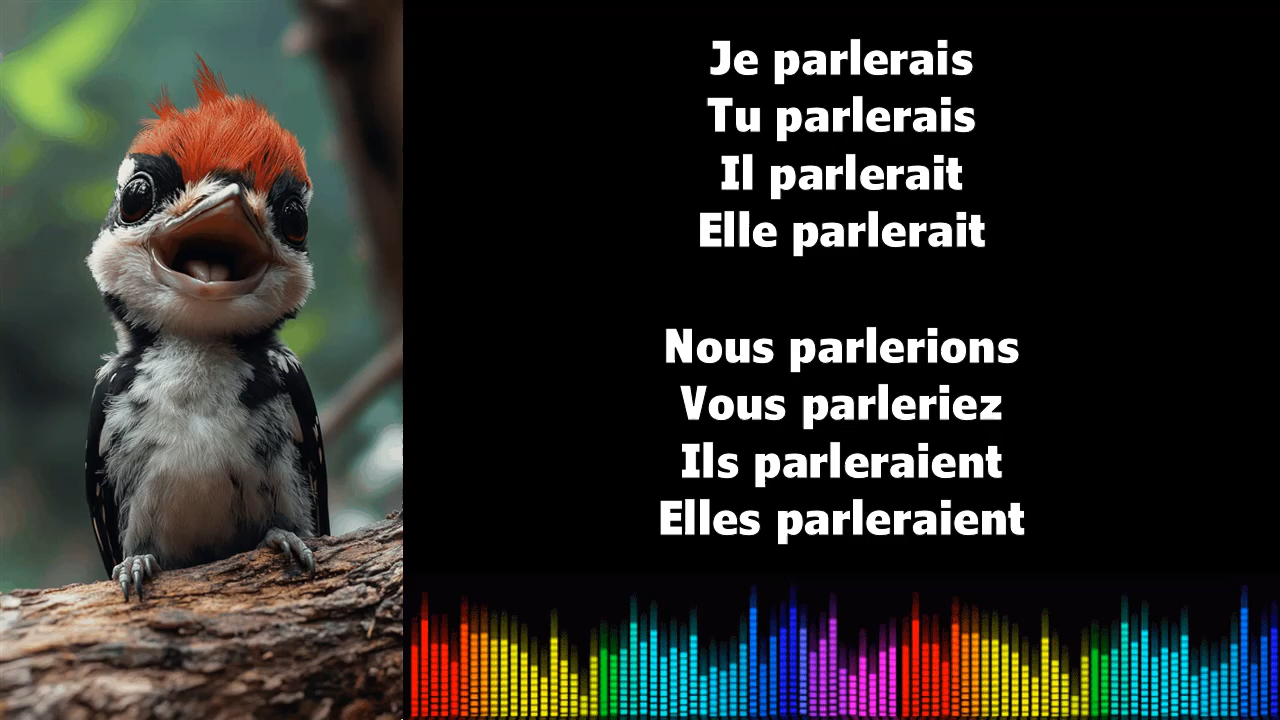 Je parlerais
Tu parlerais
Il parlerait
Elle parlerait
Nous parlerions
Vous parleriez
Ils parleraient
Elles parleraient